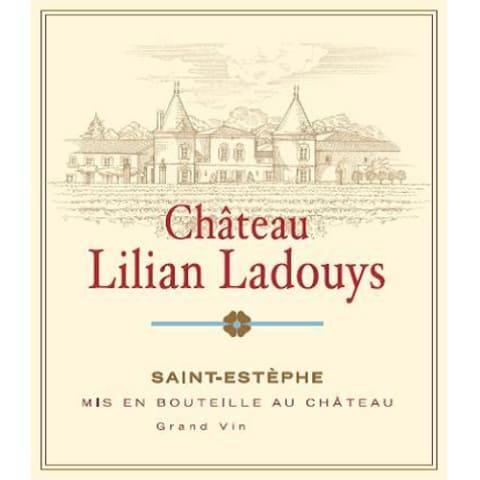 Château
Lilian Ladouys
SAINT-ESTÈPHE
MIS EN BOUTEILLE AU CHÂTEAU
Grand Vin